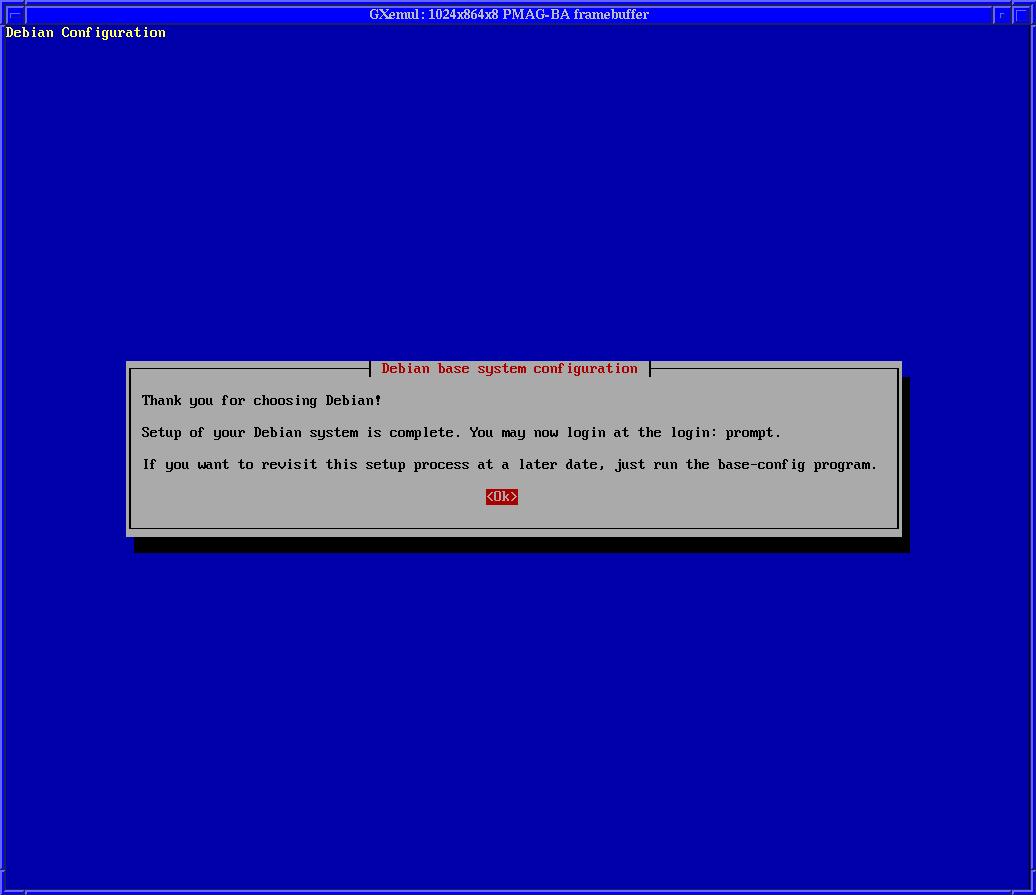 GXemul: 1024x864x8 PMAG-BA framebuffer
Debian Configuration
Debian base system configuration
Thank you for choosing Debian!
Setup of your Debian system is complete. You may now login at the login: prompt.
If you want to revisit this setup process at a later date, just run the base-config program.
<Ok>